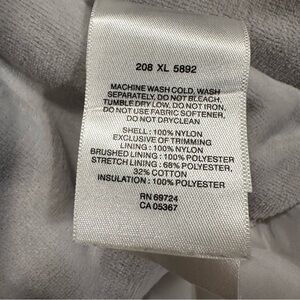 208 XL 5892
MACHINE WASH COLD, WASH
SEPARATELY, DO NOT BLEACH,
TUMBLE DRY LOW, DO NOT IRON,
DO NOT USE FABRIC SOFTENER,
DO NOT DRYCLEAN
SHELL : 100% NYLON
EXCLUSIVE OF TRIMMING
LINING : 100% NYLON
BRUSHED LINING : 100% POLYESTER
STRETCH LINING : 68% POLYESTER,
32% COTTON
INSULATION : 100% POLYESTER
RN 69724
CA 05367